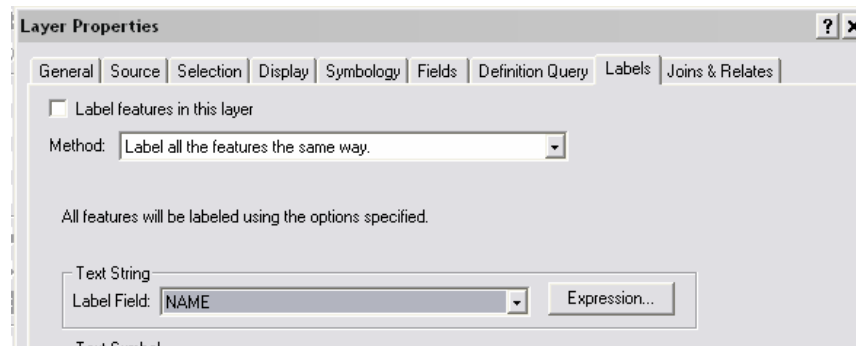 Layer Properties
? x
General Source Selection Display Symbology Fields Definition Query Labels Joins & Relates
Label features in this layer
Method: Label all the features the same way.
All features will be labeled using the options specified.
Text String
Label Field: NAME Expression...
Text Symbol